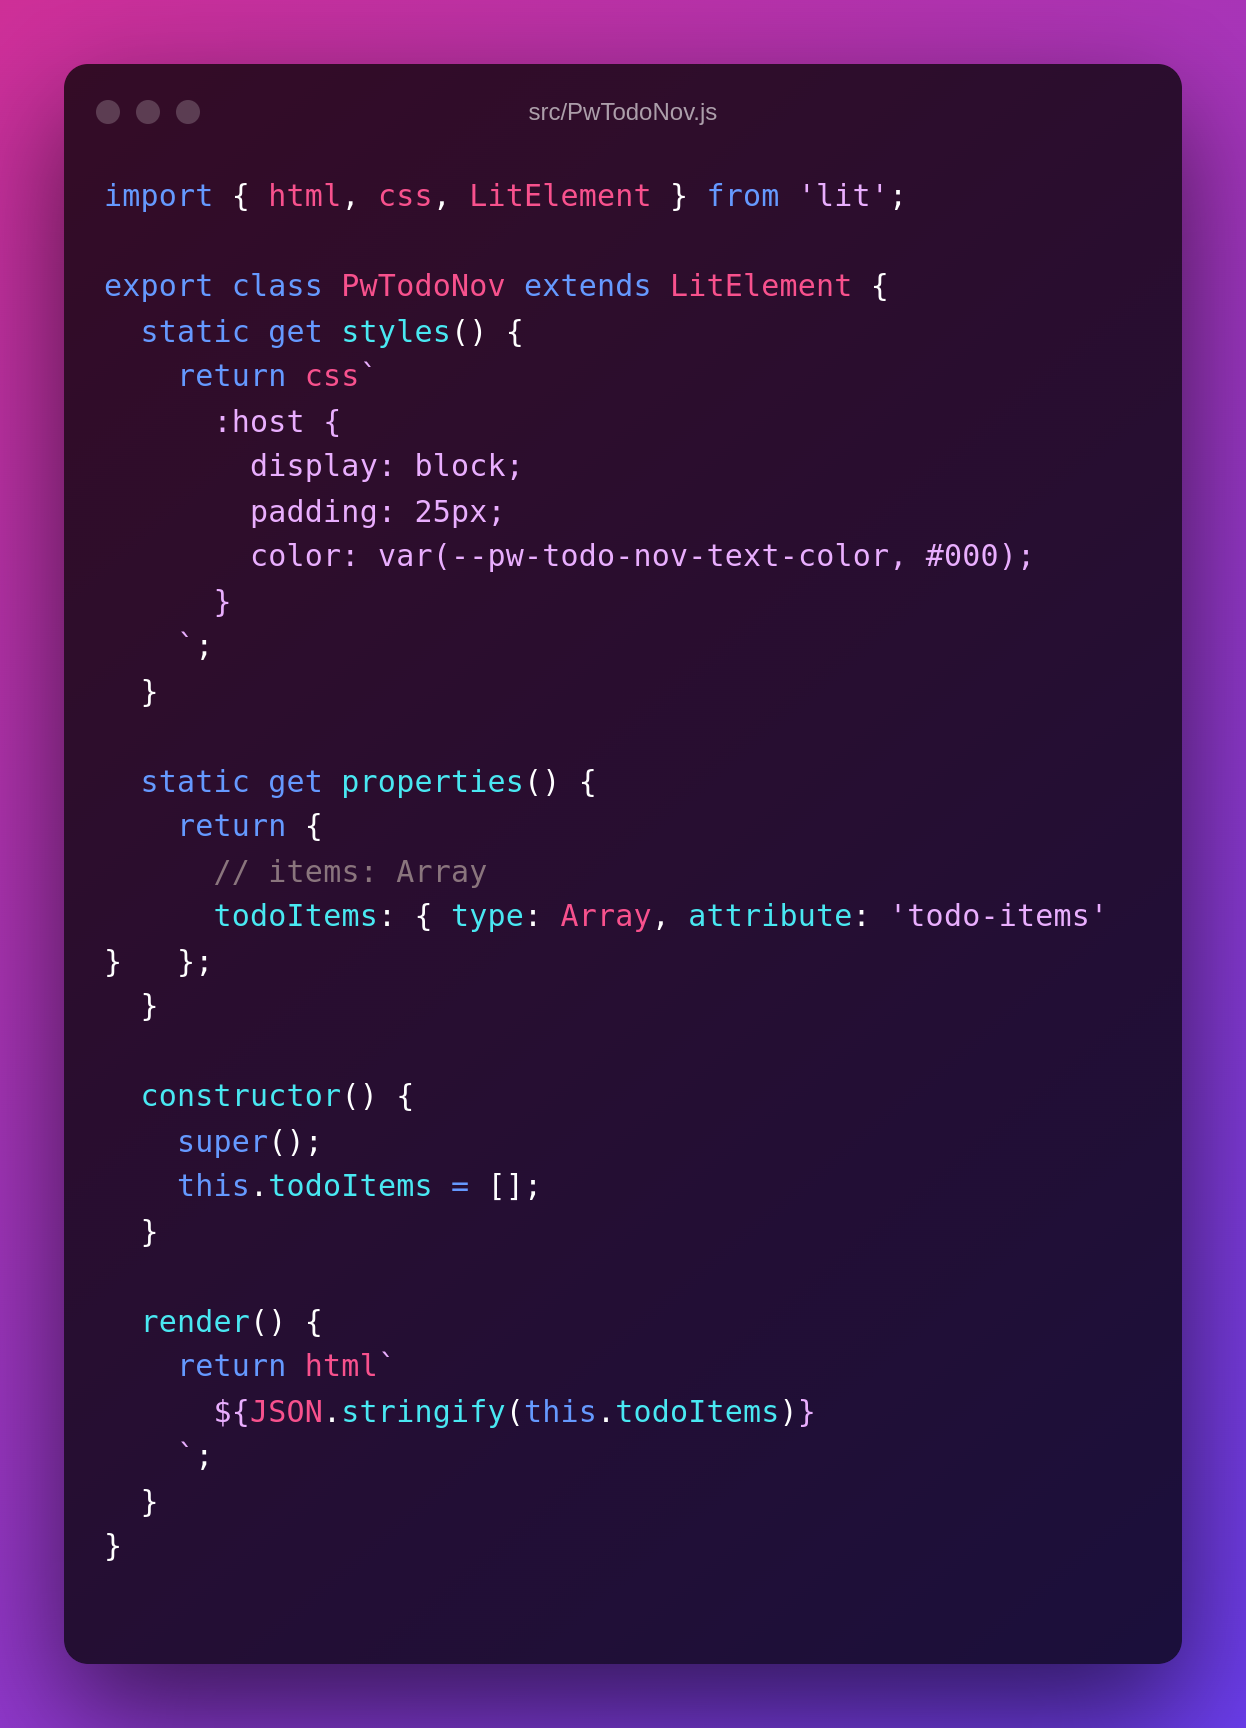 src/PwTodoNov.js
import { html, css, LitElement } from 'lit';

export class PwTodoNov extends LitElement {
  static get styles() {
    return css`
      :host {
        display: block;
        padding: 25px;
        color: var(--pw-todo-nov-text-color, #000);
      }
    `;
  }

  static get properties() {
    return {
      // items: Array
      todoItems: { type: Array, attribute: 'todo-items'
}   };
  }

  constructor() {
    super();
    this.todoItems = [];
  }

  render() {
    return html`
      ${JSON.stringify(this.todoItems)}
    `;
  }
}